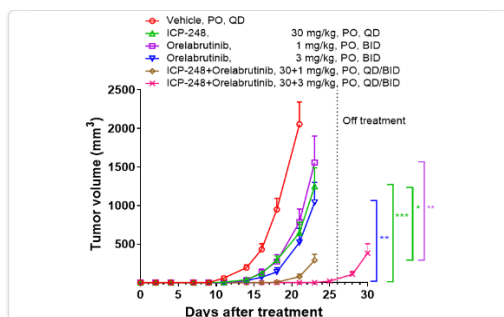 Vehicle, PO, QD
ICP-248, 30 mg/kg, PO, QD
Orelabrutinib, 1 mg/kg, PO, BID
Orelabrutinib, 3 mg/kg, PO, BID
ICP-248+Orelabrutinib, 30+1 mg/kg, PO, QD/BID
ICP-248+Orelabrutinib, 30+3 mg/kg, PO, QD/BID
2500
2000
1500
1000
500
Tumor volume (mm³)
Off treatment
**
***
*
**
0 5 10 15 20 25 30
Days after treatment